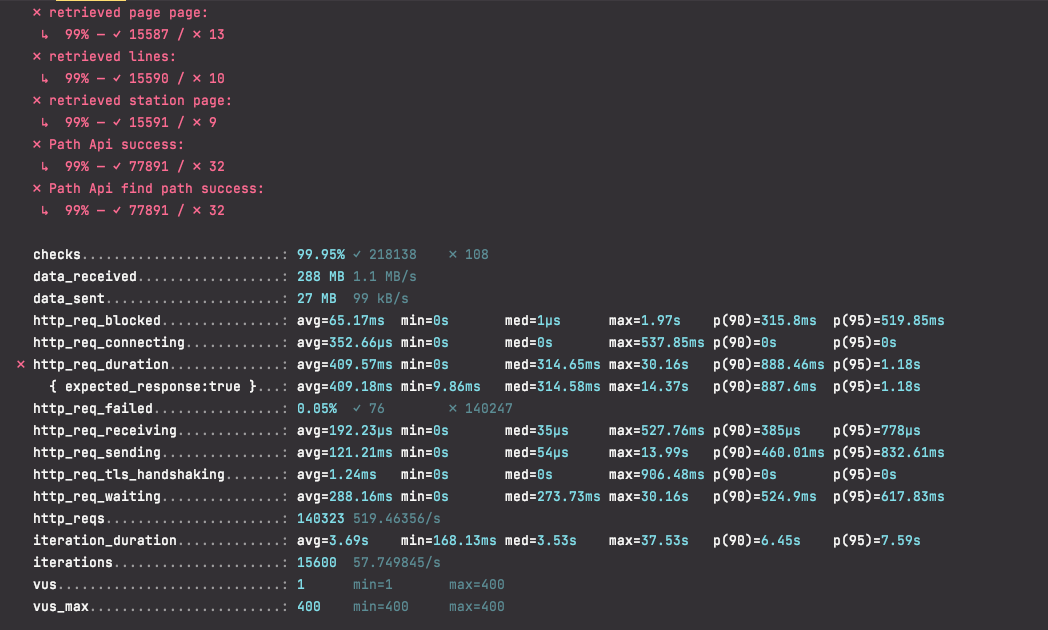 ✗ retrieved page page:
↳  99% — ✓ 15587 / ✗ 13
✗ retrieved lines:
↳  99% — ✓ 15590 / ✗ 10
✗ retrieved station page:
↳  99% — ✓ 15591 / ✗ 9
✗ Path Api success:
↳  99% — ✓ 77891 / ✗ 32
✗ Path Api find path success:
↳  99% — ✓ 77891 / ✗ 32
checks.........................: 99.95% ✓ 218138    ✗ 108
data_received..................: 288 MB 1.1 MB/s
data_sent......................: 27 MB  99 kB/s
http_req_blocked...............: avg=65.17ms  min=0s       med=1µs      max=1.97s    p(90)=315.8ms  p(95)=519.85ms
http_req_connecting............: avg=352.66µs min=0s       med=0s       max=537.85ms p(90)=0s       p(95)=0s
✗ http_req_duration..............: avg=409.57ms min=0s       med=314.65ms max=30.16s   p(90)=888.46ms p(95)=1.18s
{ expected_response:true }...: avg=409.18ms min=9.86ms   med=314.58ms max=14.37s   p(90)=887.6ms  p(95)=1.18s
http_req_failed................: 0.05%  ✓ 76        ✗ 140247
http_req_receiving.............: avg=192.23µs min=0s       med=35µs     max=527.76ms p(90)=385µs    p(95)=778µs
http_req_sending...............: avg=121.21ms min=0s       med=54µs     max=13.99s   p(90)=460.01ms p(95)=832.61ms
http_req_tls_handshaking.......: avg=1.24ms   min=0s       med=0s       max=906.48ms p(90)=0s       p(95)=0s
http_req_waiting...............: avg=288.16ms min=0s       med=273.73ms max=30.16s   p(90)=524.9ms  p(95)=617.83ms
http_reqs......................: 140323 519.46356/s
iteration_duration.............: avg=3.69s    min=168.13ms med=3.53s    max=37.53s   p(90)=6.45s    p(95)=7.59s
iterations.....................: 15600  57.749845/s
vus............................: 1      min=1       max=400
vus_max........................: 400    min=400     max=400